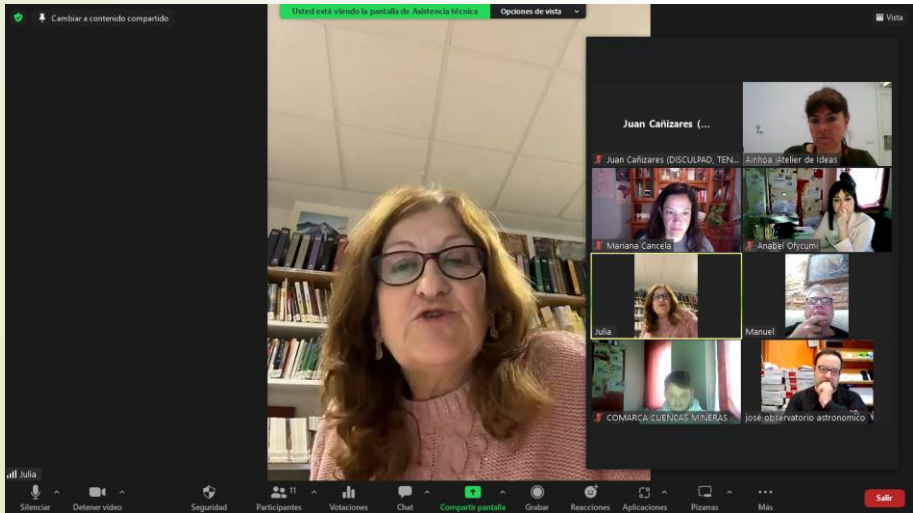 Cambiar a contenido compartido
Usted está viendo la pantalla de Asistencia técnica
Opciones de vista
Vista
Juan Cañizares (...
Juan Cañizares (DISCULPAD, TEN...
Ainhoa |Atelier de Ideas
Mariana Cancela
Anabel Ofycumi
Julia
Manuel
COMARCA CUENCAS MINERAS
josé observatorio astronomico
Julia
Silenciar
Detener video
Seguridad
Participantes
11
Votaciones
Chat
Compartir pantalla
Grabar
Reacciones
Aplicaciones
Pizarras
Más
Salir